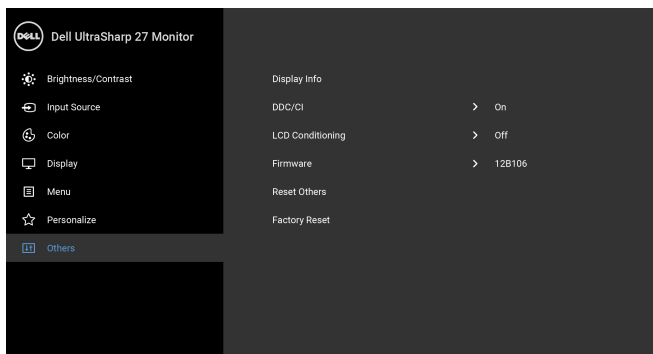 DELL Dell UltraSharp 27 Monitor
Brightness/Contrast
Display Info
Input Source
DDC/CI > On
Color
LCD Conditioning > Off
Display
Firmware > 12B106
Menu
Reset Others
Personalize
Factory Reset
Others